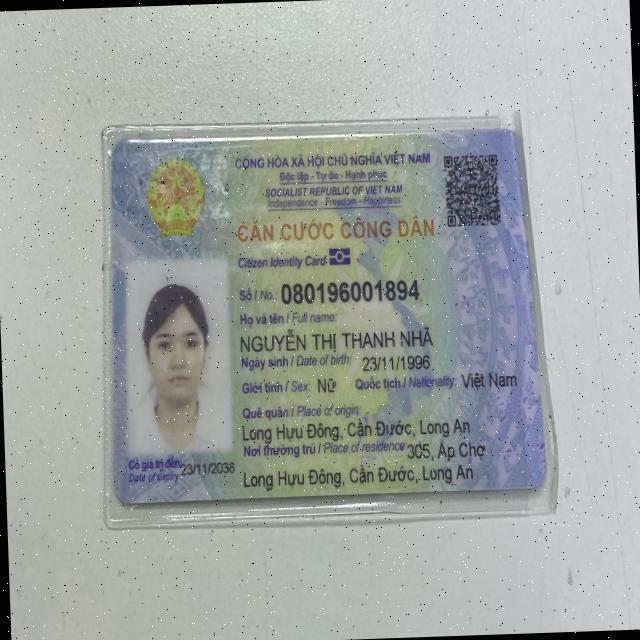 CỘNG HÒA XÃ HỘI CHỦ NGHĨA VIỆT NAM
Độc lập - Tự do - Hạnh phúc
SOCIALIST REPUBLIC OF VIET NAM
Independence - Freedom - Happiness
CĂN CƯỚC CÔNG DÂN
Citizen Identity Card
Số / No.: 080196001894
Họ và tên / Full name:
NGUYỄN THỊ THANH NHÃ
Ngày sinh / Date of birth: 23/11/1996
Giới tính / Sex: Nữ Quốc tịch / Nationality: Việt Nam
Quê quán / Place of origin:
Long Hựu Đông, Cần Đước, Long An
Nơi thường trú / Place of residence: 305, Ấp Chợ
Long Hựu Đông, Cần Đước, Long An
Có giá trị đến: 23/11/2036
Date of expiry